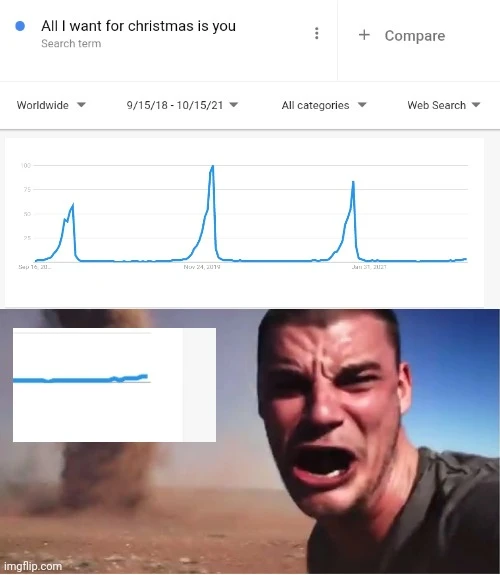 All I want for christmas is you
Search term
+ Compare
Worldwide 9/15/18 - 10/15/21 All categories Web Search
100
75
50
25
Sep 16, 20...
Nov 24, 2019
Jan 31, 2021
imgflip.com